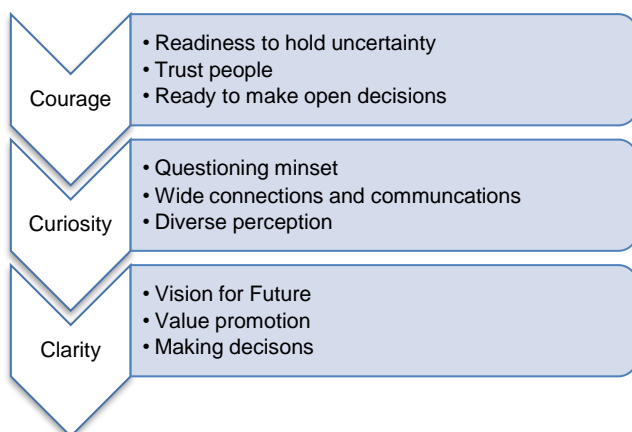 Courage
• Readiness to hold uncertainty
• Trust people
• Ready to make open decisions
Curiosity
• Questioning minset
• Wide connections and communcations
• Diverse perception
Clarity
• Vision for Future
• Value promotion
• Making decisons